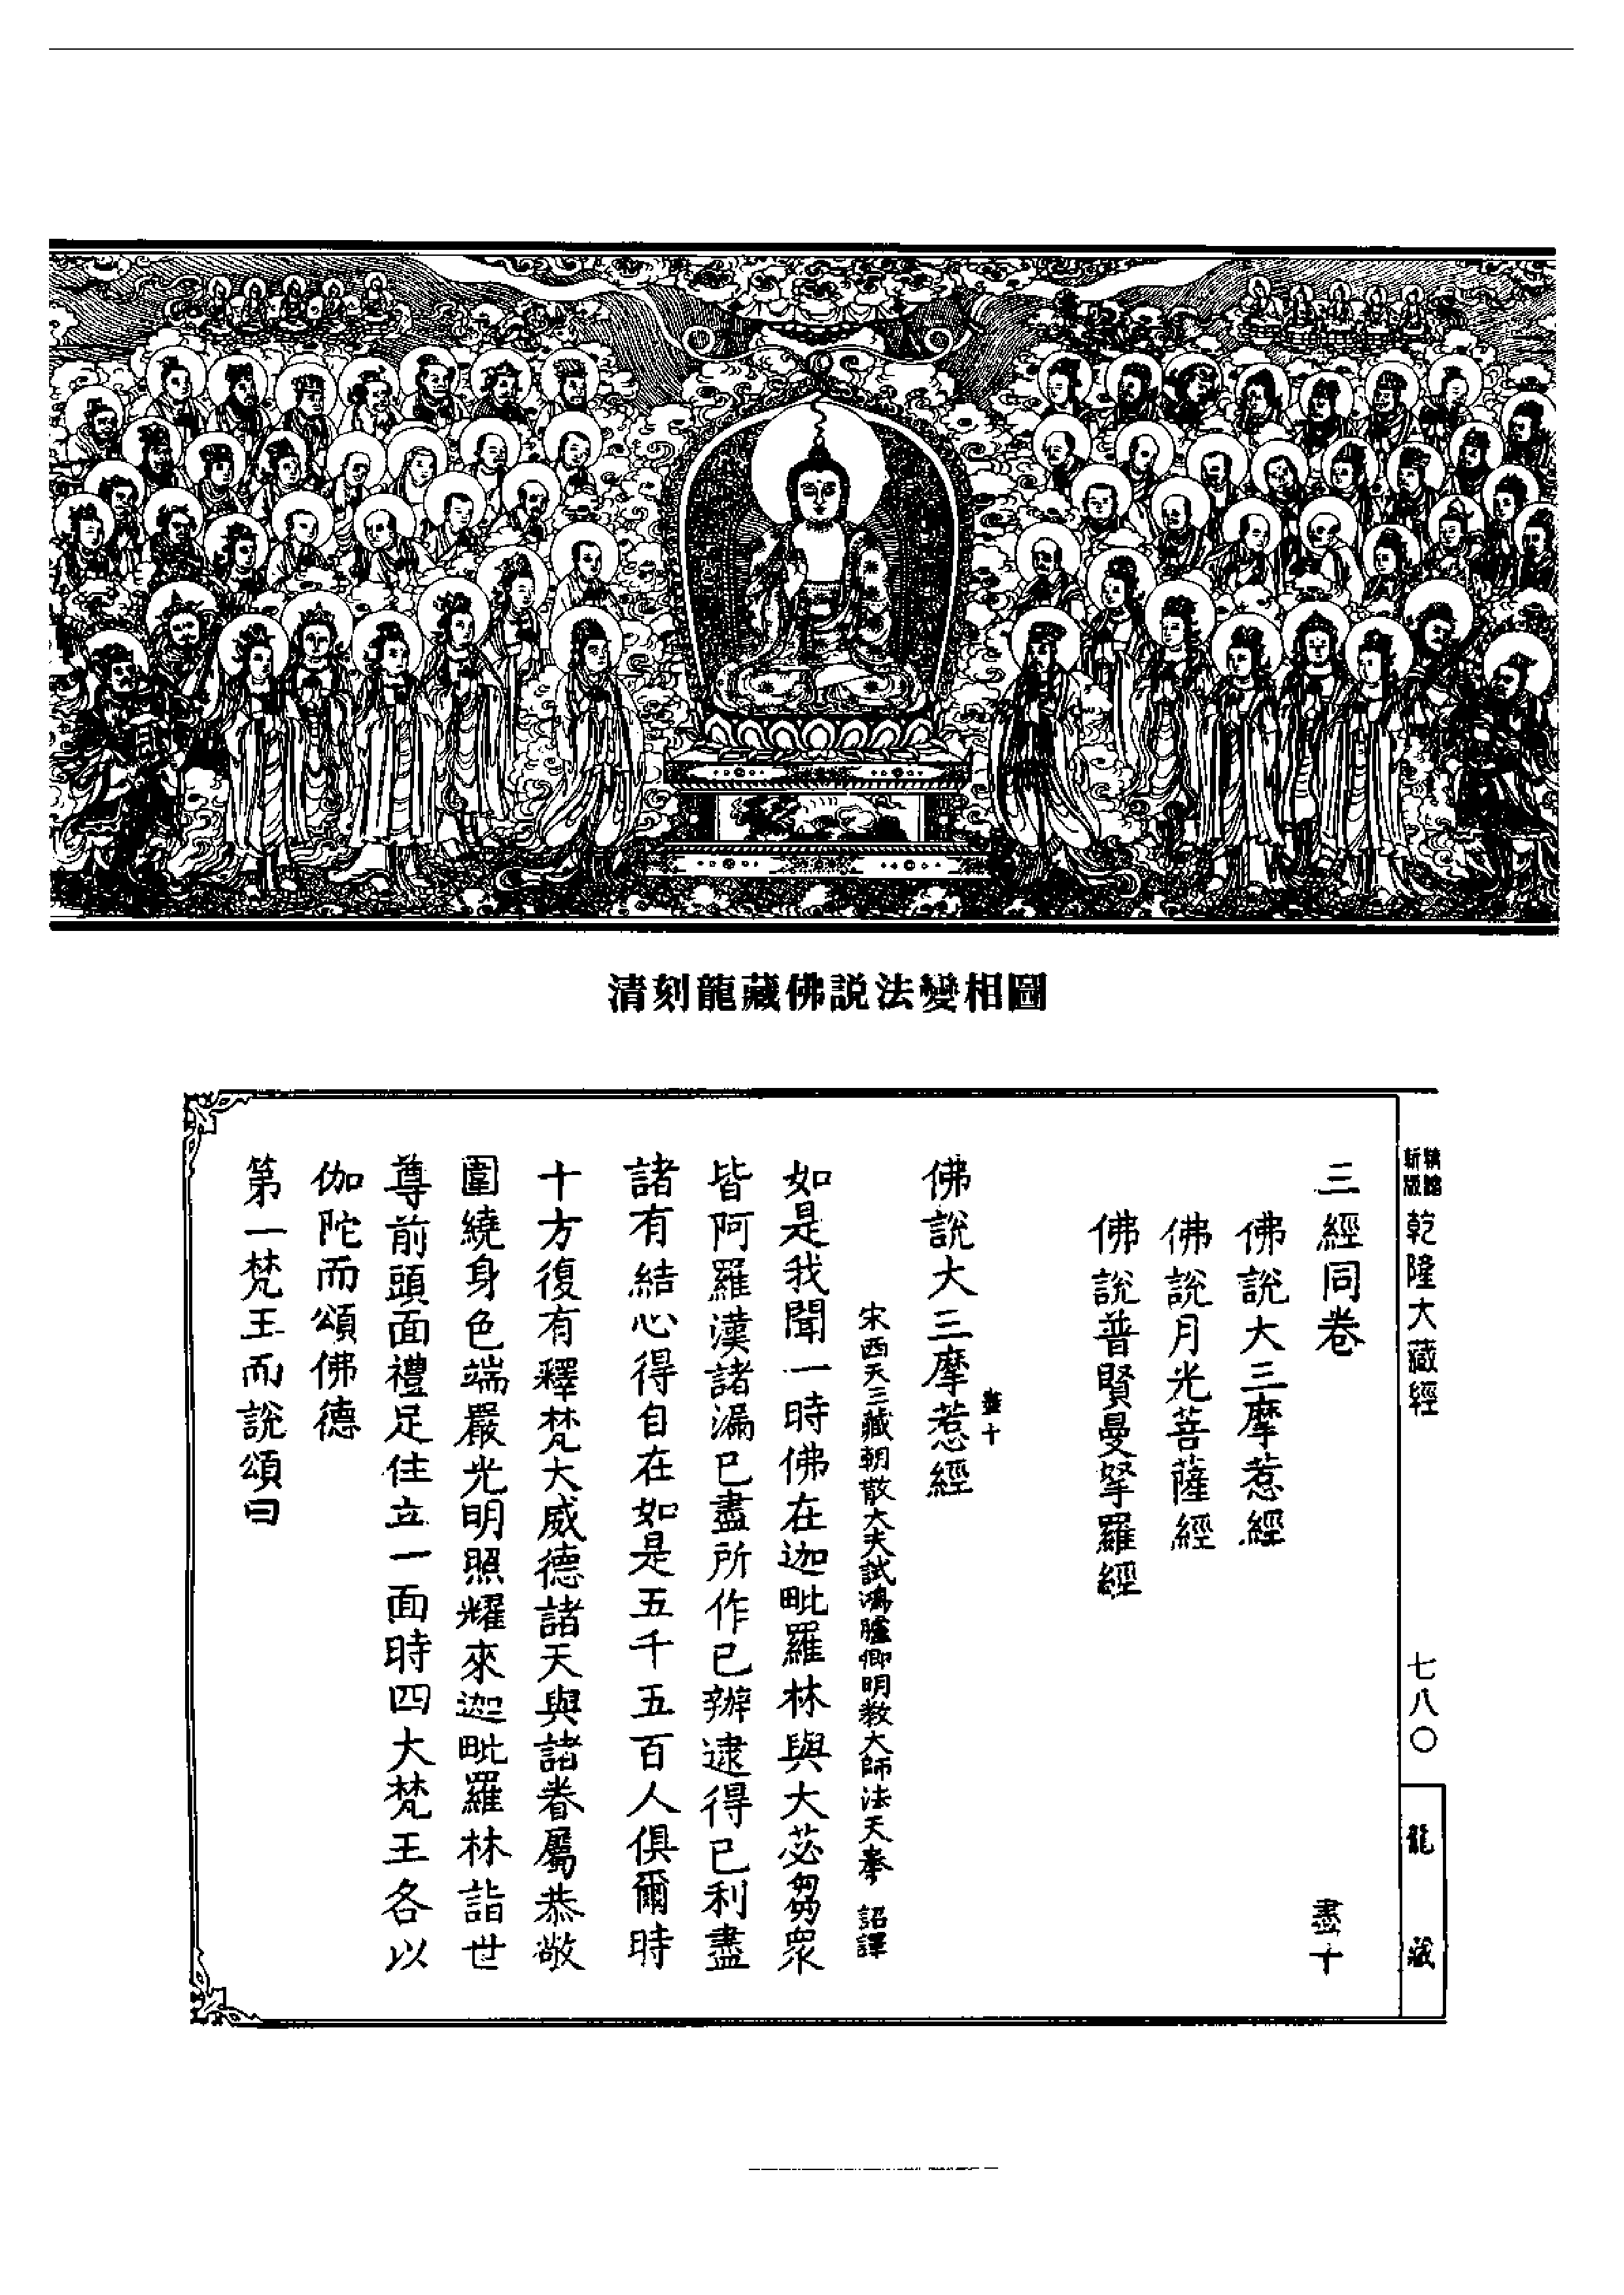 清刻龍藏佛説法變相圖
精縮新版
乾隆大藏經
七八〇
龍藏
三經同卷
盡十
佛說大三摩惹經
佛說月光菩薩經
佛說普賢曼拏羅經
盡十
佛說大三摩惹經
宋西天三藏朝散大夫試鴻臚卿明教大師法天奉 詔譯
如是我聞一時佛在迦毗羅林與大苾芻眾
皆阿羅漢諸漏已盡所作已辦逮得已利盡
諸有結心得自在如是五千五百人俱爾時
十方復有釋梵大威德諸天與諸眷屬恭敬
圍繞身色端嚴光明照耀來迦毗羅林詣世
尊前頭面禮足住立一面時四大梵王各以
伽陀而頌佛德
第一梵王而說頌曰